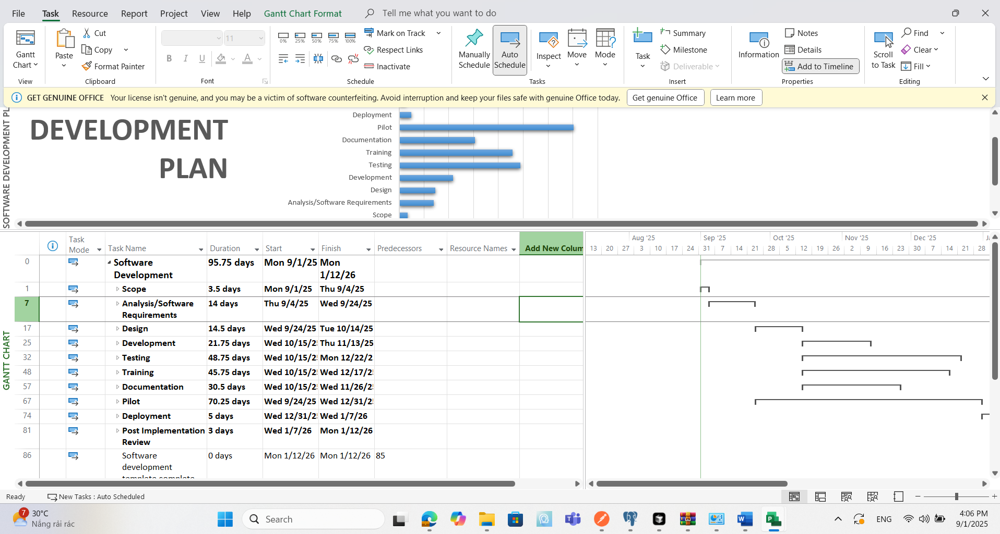 File Task Resource Report Project View Help Gantt Chart Format Tell me what you want to do
Gantt Chart
View
Paste
Cut
Copy
Format Painter
Clipboard
11
B I U A
Font
0% 25% 50% 75% 100%
Mark on Track
Respect Links
Inactivate
Schedule
Manually Schedule
Auto Schedule
Inspect
Move
Mode
Tasks
Task
Summary
Milestone
Deliverable
Insert
Information
Notes
Details
Add to Timeline
Properties
Scroll to Task
Find
Clear
Fill
Editing
GET GENUINE OFFICE Your license isn't genuine, and you may be a victim of software counterfeiting. Avoid interruption and keep your files safe with genuine Office today. Get genuine Office Learn more
SOFTWARE DEVELOPMENT PL
DEVELOPMENT
PLAN
Deployment
Pilot
Documentation
Training
Testing
Development
Design
Analysis/Software Requirements
Scope
GANTT CHART
Task Mode Task Name Duration Start Finish Predecessors Resource Names Add New Colum
Aug '25 Sep '25 Oct '25 Nov '25 Dec '25 Ja
13 20 27 3 10 17 24 31 7 14 21 28 5 12 19 26 2 9 16 23 30 7 14 21 28
0 Software Development 95.75 days Mon 9/1/25 Mon 1/12/26
1 Scope 3.5 days Mon 9/1/25 Thu 9/4/25
7 Analysis/Software Requirements 14 days Thu 9/4/25 Wed 9/24/25
17 Design 14.5 days Wed 9/24/25 Tue 10/14/25
25 Development 21.75 days Wed 10/15/25 Thu 11/13/25
32 Testing 48.75 days Wed 10/15/25 Mon 12/22/2
48 Training 45.75 days Wed 10/15/25 Wed 12/17/25
57 Documentation 30.5 days Wed 10/15/25 Wed 11/26/25
67 Pilot 70.25 days Wed 9/24/25 Wed 12/31/25
74 Deployment 5 days Wed 12/31/25 Wed 1/7/26
81 Post Implementation Review 3 days Wed 1/7/26 Mon 1/12/26
86 Software development template complete 0 days Mon 1/12/26 Mon 1/12/26 85
Ready New Tasks : Auto Scheduled
7 30°C
Nắng rải rác
Search
ENG
4:06 PM
9/1/2025